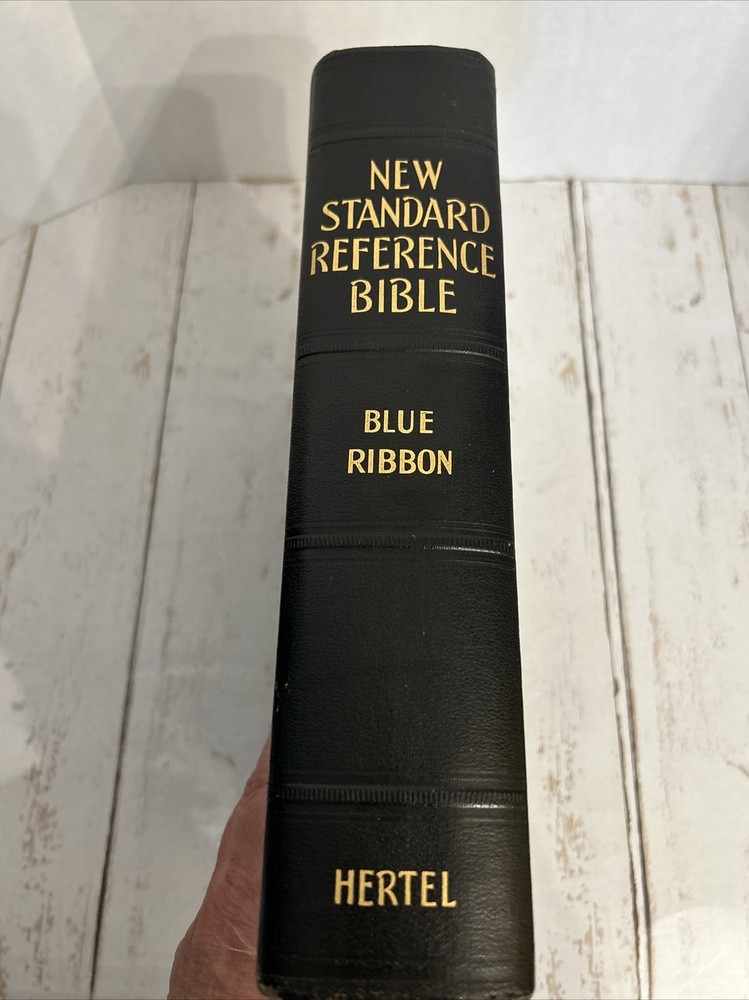 NEW
STANDARD
REFERENCE
BIBLE
BLUE
RIBBON
HERTEL